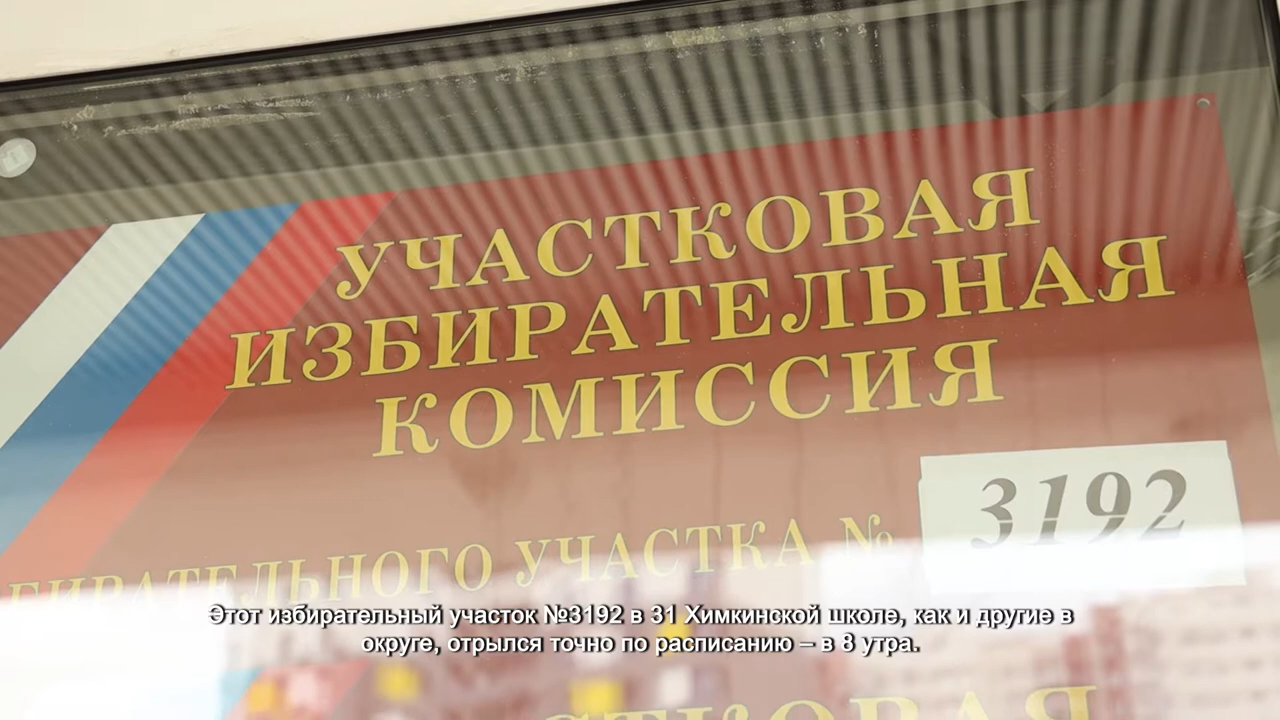 УЧАСТКОВАЯ
ИЗБИРАТЕЛЬНАЯ
КОМИССИЯ
УЧАСТКА № 3192
Этот избирательный участок №3192 в 31 Химкинской школе, как и другие в
округе, отрылся точно по расписанию – в 8 утра.